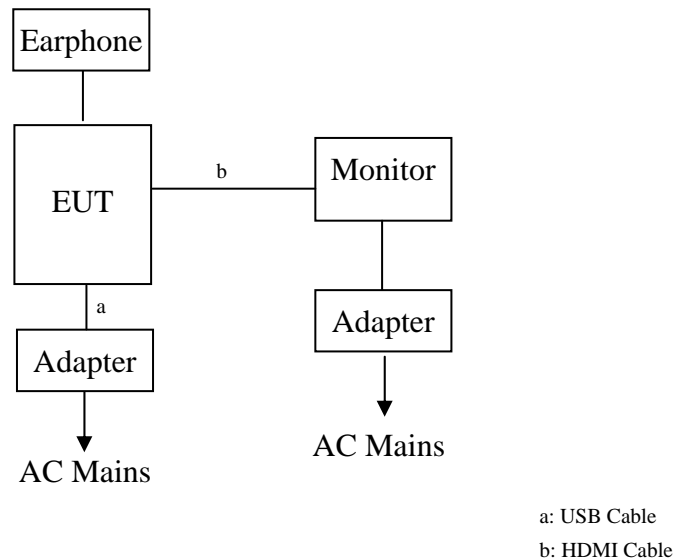 Earphone
EUT
b
Monitor
a
Adapter
Adapter
AC Mains
AC Mains
a: USB Cable
b: HDMI Cable